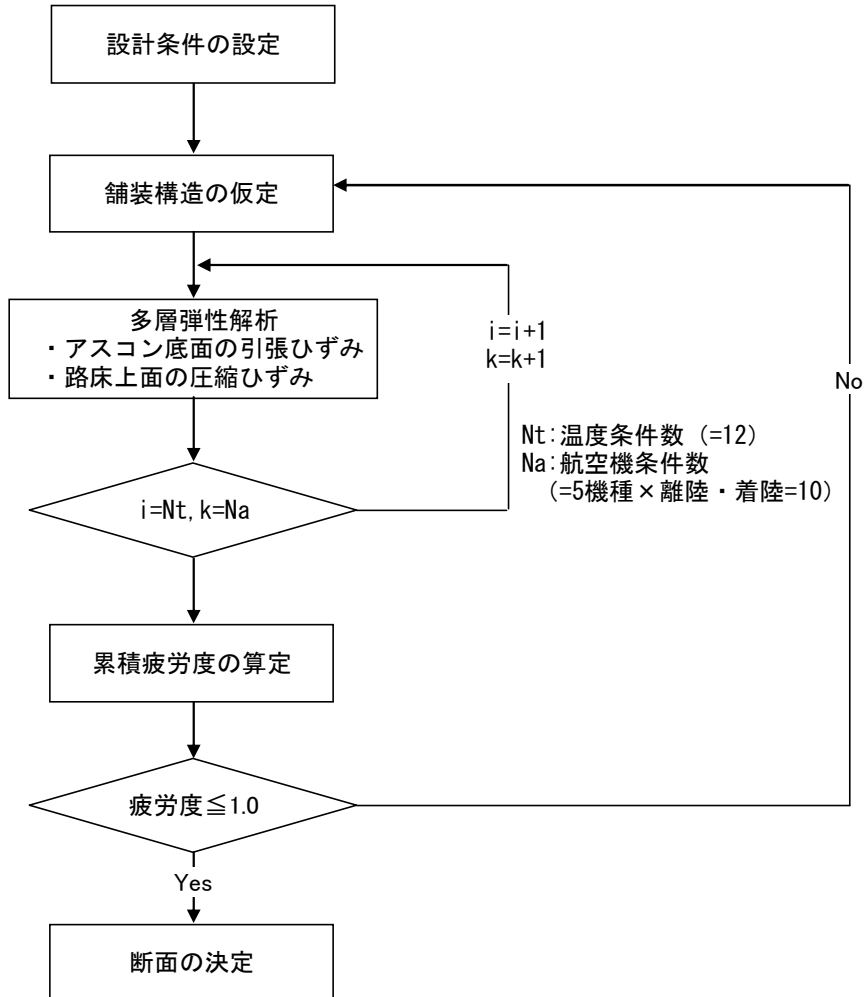 設計条件の設定
舗装構造の仮定
多層弾性解析
・アスコン底面の引張ひずみ
・路床上面の圧縮ひずみ
i=i+1
k=k+1
No
Nt:温度条件数 (=12)
Na:航空機条件数
(=5機種×離陸・着陸=10)
i=Nt,k=Na
累積疲労度の算定
疲労度≦1.0
Yes
断面の決定